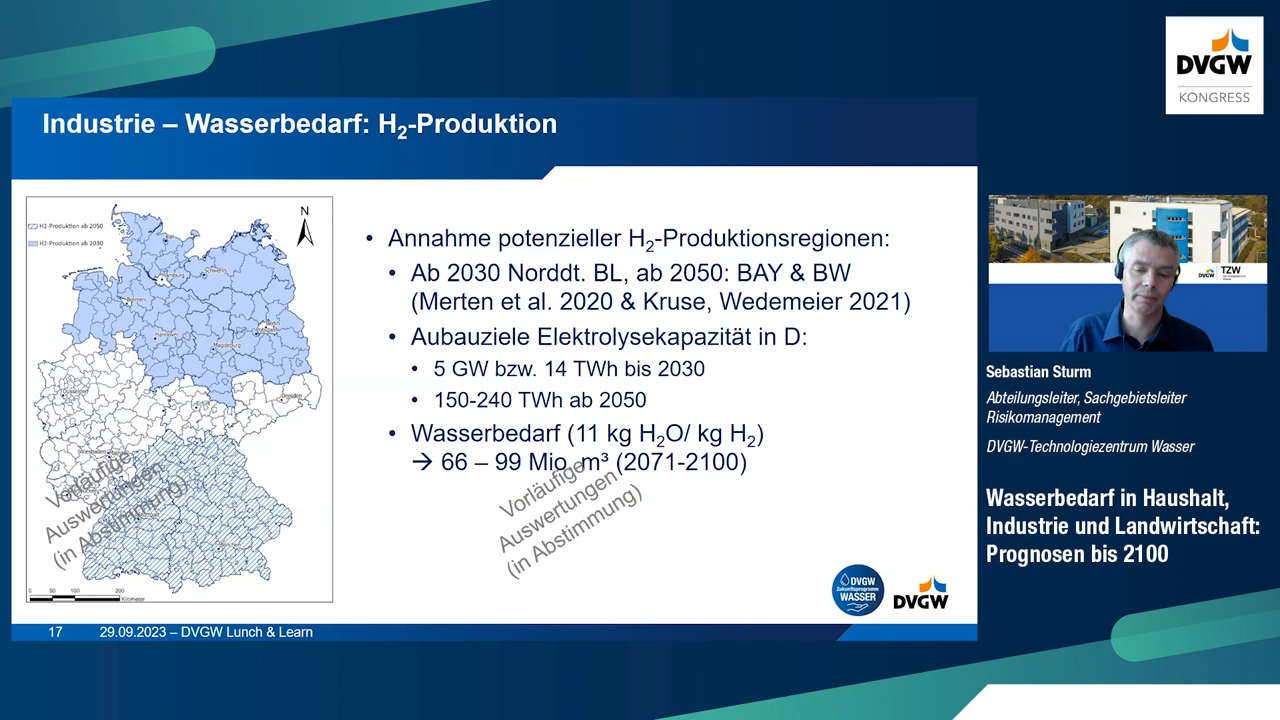 DVGW
KONGRESS
Industrie – Wasserbedarf: H₂-Produktion
H2-Produktion ab 2050
H2-Produktion ab 2030
N
Schwerin
Hamburg
Bremen
Hannover
Magdeburg
Düsseldorf
Dresden
Wiesbaden
0 50 100 200
Kilometer
Vorläufige
Auswertungen
(in Abstimmung)
• Annahme potenzieller H₂-Produktionsregionen:
• Ab 2030 Norddt. BL, ab 2050: BAY & BW
(Merten et al. 2020 & Kruse, Wedemeier 2021)
• Aubauziele Elektrolysekapazität in D:
• 5 GW bzw. 14 TWh bis 2030
• 150-240 TWh ab 2050
• Wasserbedarf (11 kg H₂O/ kg H₂)
→ 66 – 99 Mio. m³ (2071-2100)
Vorläufige
Auswertungen
(in Abstimmung)
DVGW
Zukunftsprogramm
WASSER
DVGW
17 29.09.2023 – DVGW Lunch & Learn
DVGW TZW
Sebastian Sturm
Abteilungsleiter, Sachgebietsleiter
Risikomanagement
DVGW-Technologiezentrum Wasser
Wasserbedarf in Haushalt,
Industrie und Landwirtschaft:
Prognosen bis 2100